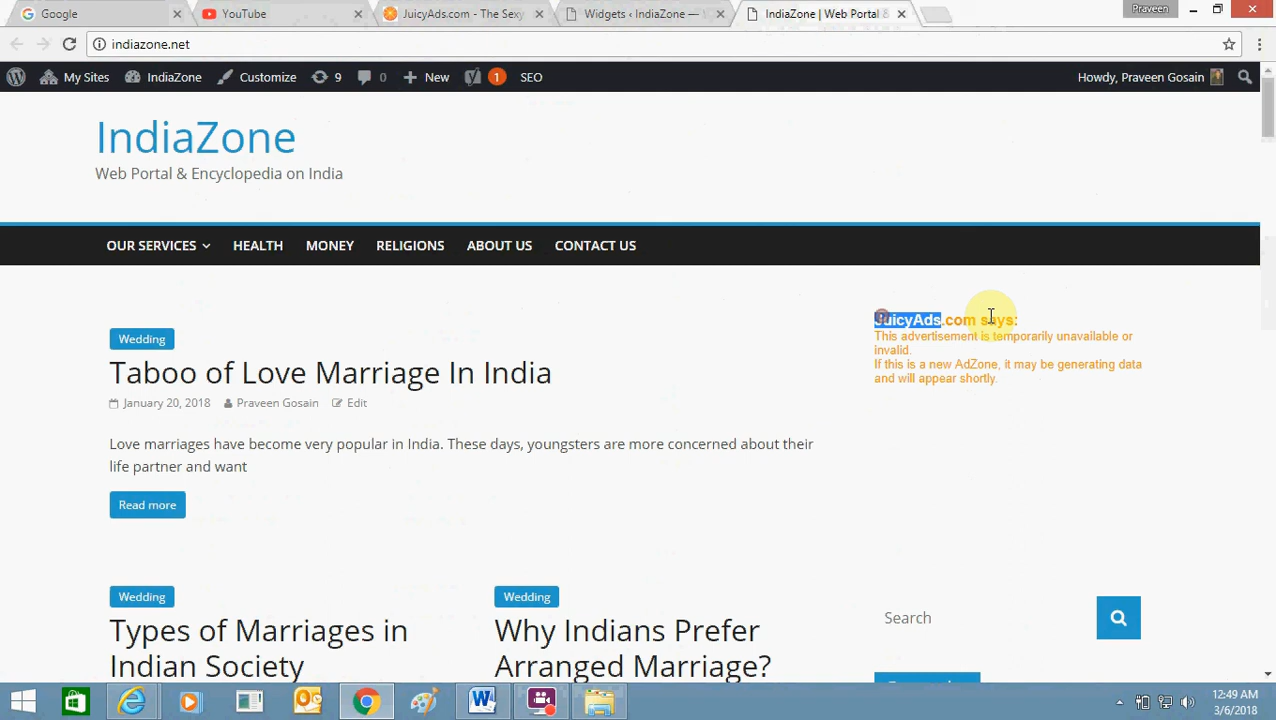 Google
YouTube
JuicyAds.com - The Sexy
Widgets ‹ IndiaZone —
IndiaZone | Web Portal &
Praveen
indiazone.net
My Sites
IndiaZone
Customize
9
0
New
1
SEO
Howdy, Praveen Gosain
IndiaZone
Web Portal & Encyclopedia on India
OUR SERVICES
HEALTH
MONEY
RELIGIONS
ABOUT US
CONTACT US
JuicyAds.com says:
This advertisement is temporarily unavailable or
invalid.
If this is a new AdZone, it may be generating data
and will appear shortly.
Wedding
Taboo of Love Marriage In India
January 20, 2018
Praveen Gosain
Edit
Love marriages have become very popular in India. These days, youngsters are more concerned about their
life partner and want
Read more
Wedding
Types of Marriages in
Indian Society
Wedding
Why Indians Prefer
Arranged Marriage?
Search
12:49 AM
3/6/2018